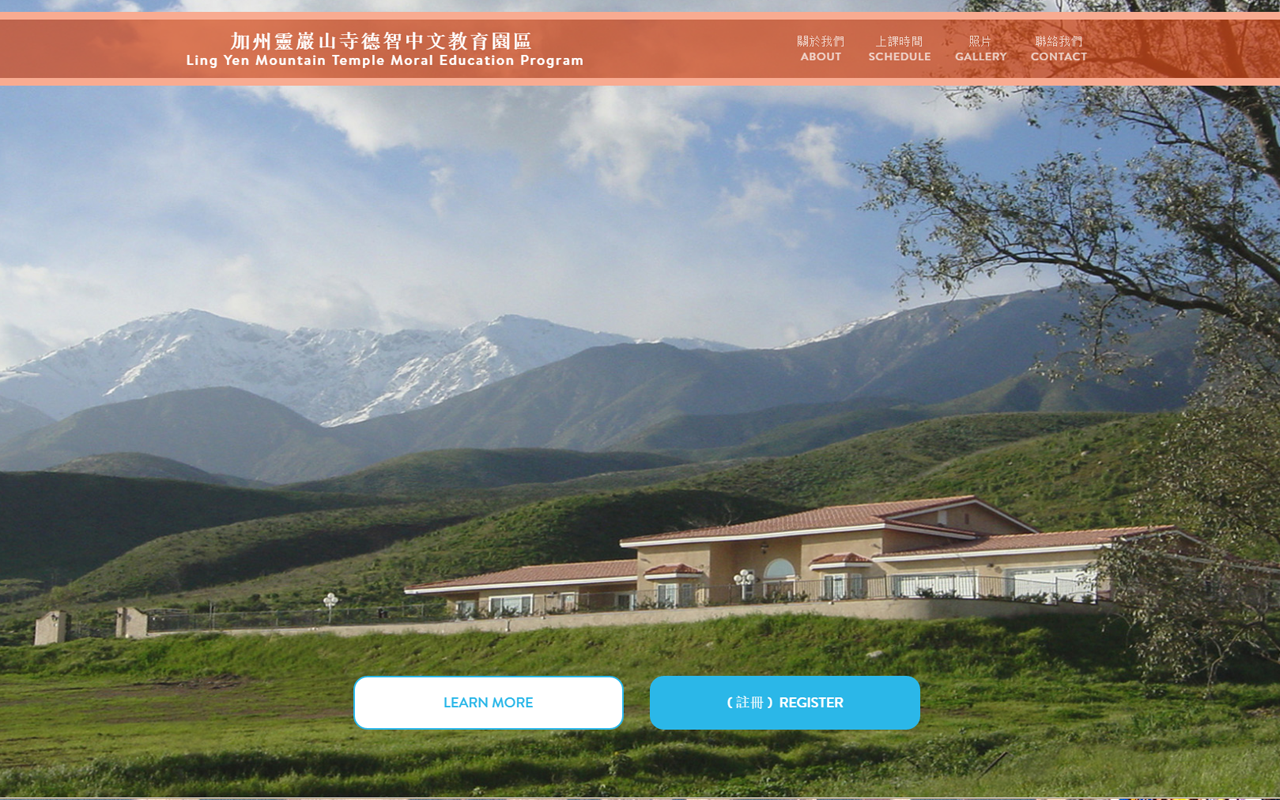 加州靈巖山寺德智中文教育園區
Ling Yen Mountain Temple Moral Education Program
關於我們
ABOUT
上課時間
SCHEDULE
照片
GALLERY
聯絡我們
CONTACT
LEARN MORE
( 註冊 ) REGISTER